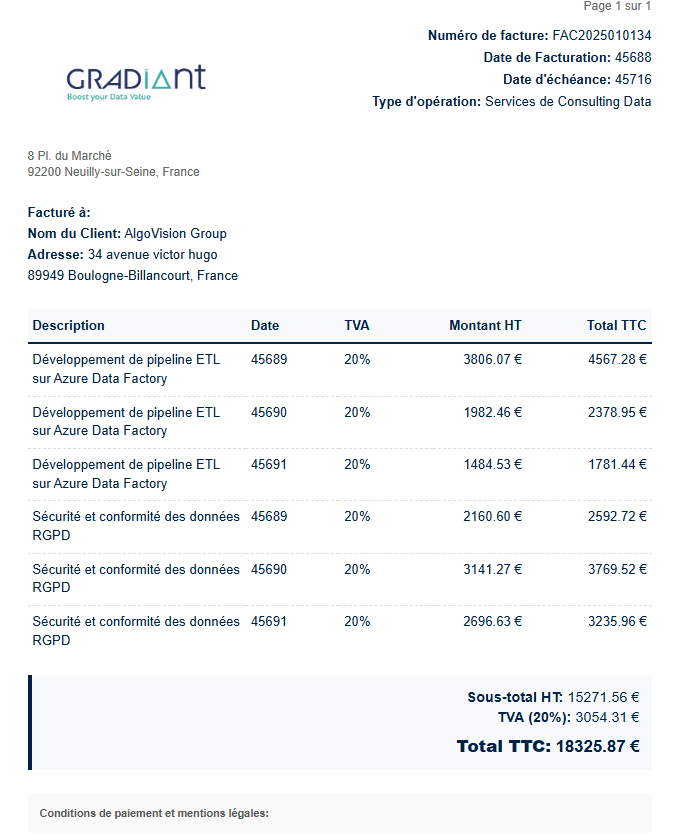 Page 1 sur 1
Numéro de facture: FAC2025010134
Date de Facturation: 45688
Date d'échéance: 45716
Type d'opération: Services de Consulting Data
GRADIANT
Boost your Data Value
8 Pl. du Marché
92200 Neuilly-sur-Seine, France
Facturé à:
Nom du Client: AlgoVision Group
Adresse: 34 avenue victor hugo
89949 Boulogne-Billancourt, France
Description Date TVA Montant HT Total TTC
Développement de pipeline ETL 45689 20% 3806.07 € 4567.28 €
sur Azure Data Factory
Développement de pipeline ETL 45690 20% 1982.46 € 2378.95 €
sur Azure Data Factory
Développement de pipeline ETL 45691 20% 1484.53 € 1781.44 €
sur Azure Data Factory
Sécurité et conformité des données 45689 20% 2160.60 € 2592.72 €
RGPD
Sécurité et conformité des données 45690 20% 3141.27 € 3769.52 €
RGPD
Sécurité et conformité des données 45691 20% 2696.63 € 3235.96 €
RGPD
Sous-total HT: 15271.56 €
TVA (20%): 3054.31 €
Total TTC: 18325.87 €
Conditions de paiement et mentions légales: